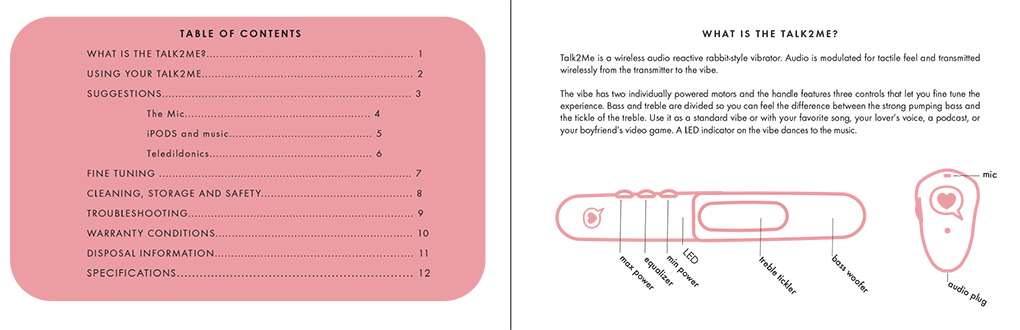 TABLE OF CONTENTS
WHAT IS THE TALK2ME?.................................................... 1
USING YOUR TALK2ME..................................................... 2
SUGGESTIONS................................................................... 3
The Mic.............................................. 4
iPODS and music.................................... 5
Teledildonics......................................... 6
FINE TUNING ................................................................ 7
CLEANING, STORAGE AND SAFETY...................................... 8
TROUBLESHOOTING......................................................... 9
WARRANTY CONDITIONS.................................................. 10
DISPOSAL INFORMATION.................................................. 11
SPECIFICATIONS............................................................ 12
WHAT IS THE TALK2ME?
Talk2Me is a wireless audio reactive rabbit-style vibrator. Audio is modulated for tactile feel and transmitted
wirelessly from the transmitter to the vibe.
The vibe has two individually powered motors and the handle features three controls that let you fine tune the
experience. Bass and treble are divided so you can feel the difference between the strong pumping bass and
the tickle of the treble. Use it as a standard vibe or with your favorite song, your lover's voice, a podcast, or
your boyfriend's video game. A LED indicator on the vibe dances to the music.
mic
max power
equalizer
min power
LED
treble tickler
bass woofer
audio plug